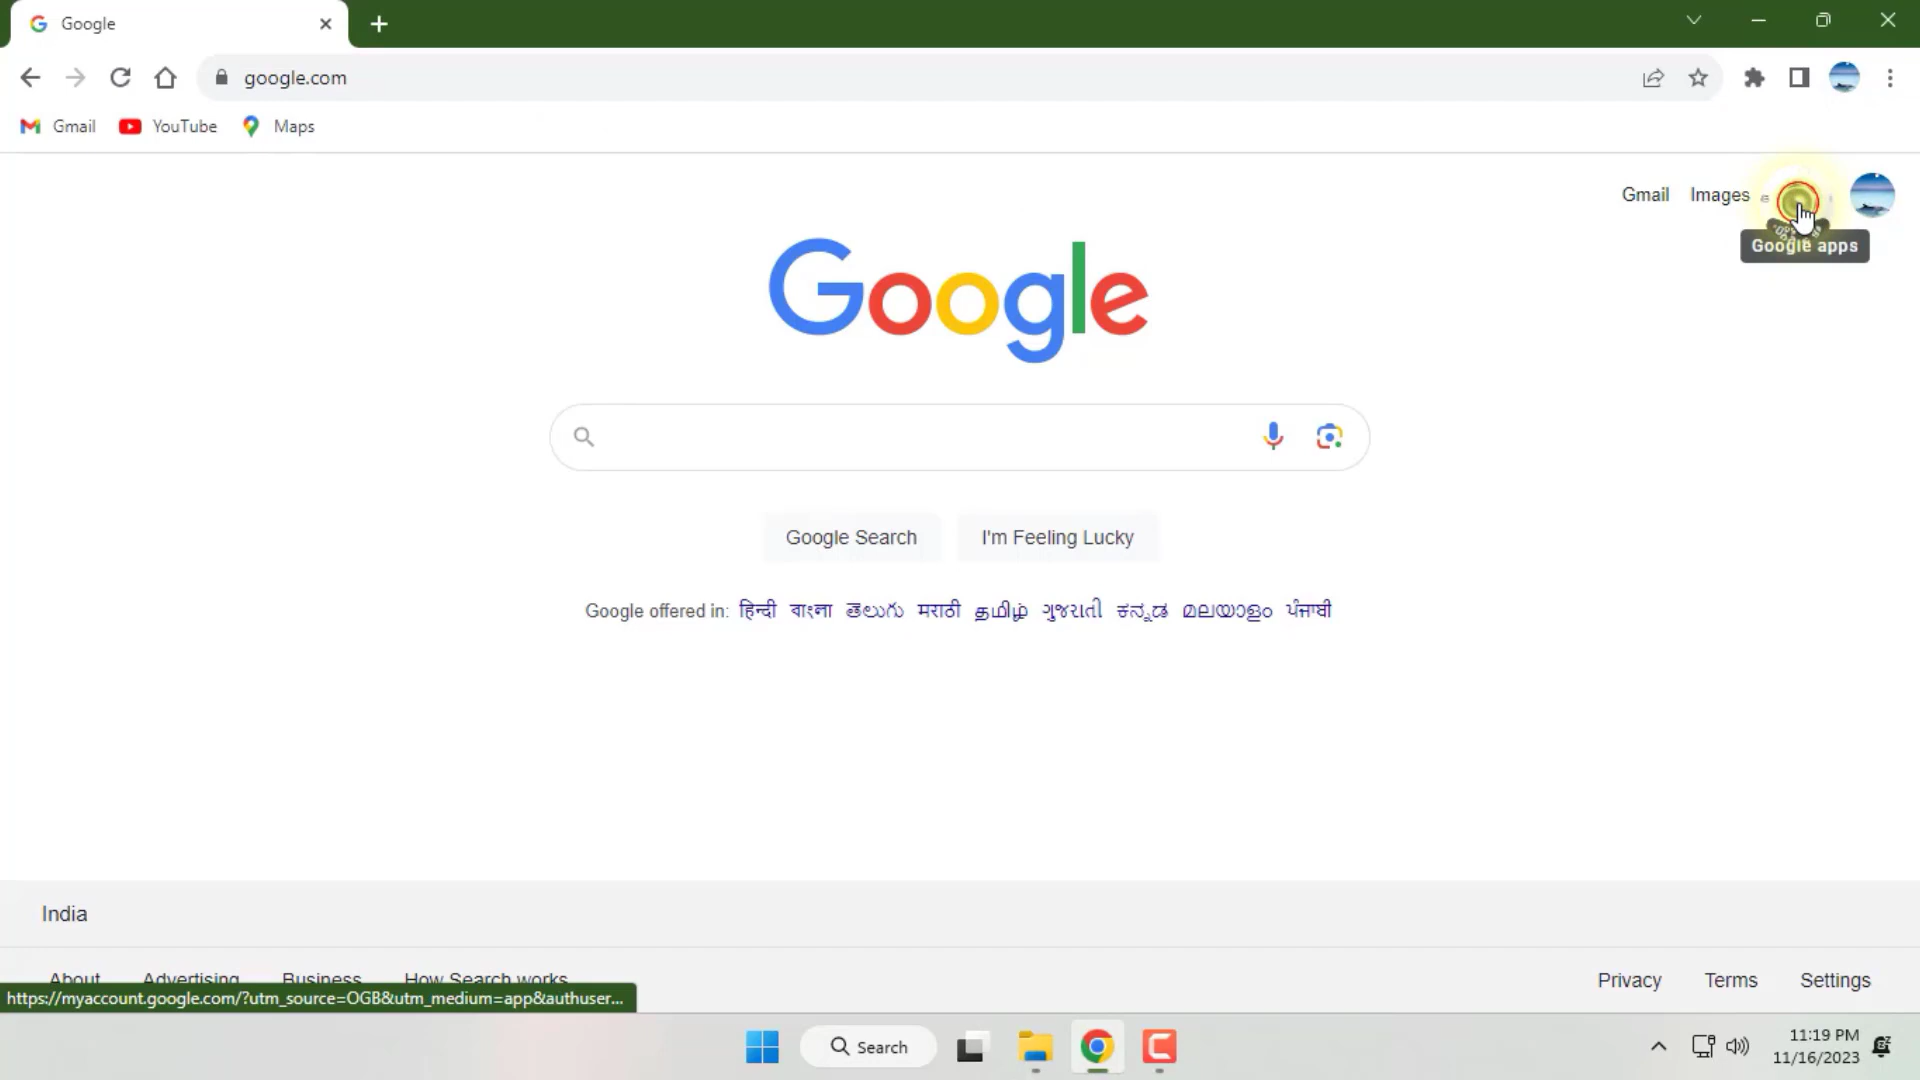 Google
google.com
Gmail YouTube Maps
Gmail Images
Google apps
Google
Google Search I'm Feeling Lucky
Google offered in: हिन्दी বাংলা తెలుగు मराठी தமிழ் ગુજરાતી ಕನ್ನಡ മലയാളം ਪੰਜਾਬੀ
India
About Advertising Business How Search works
Privacy Terms Settings
https://myaccount.google.com/?utm_source=OGB&utm_medium=app&authuser...
Search
11:19 PM
11/16/2023